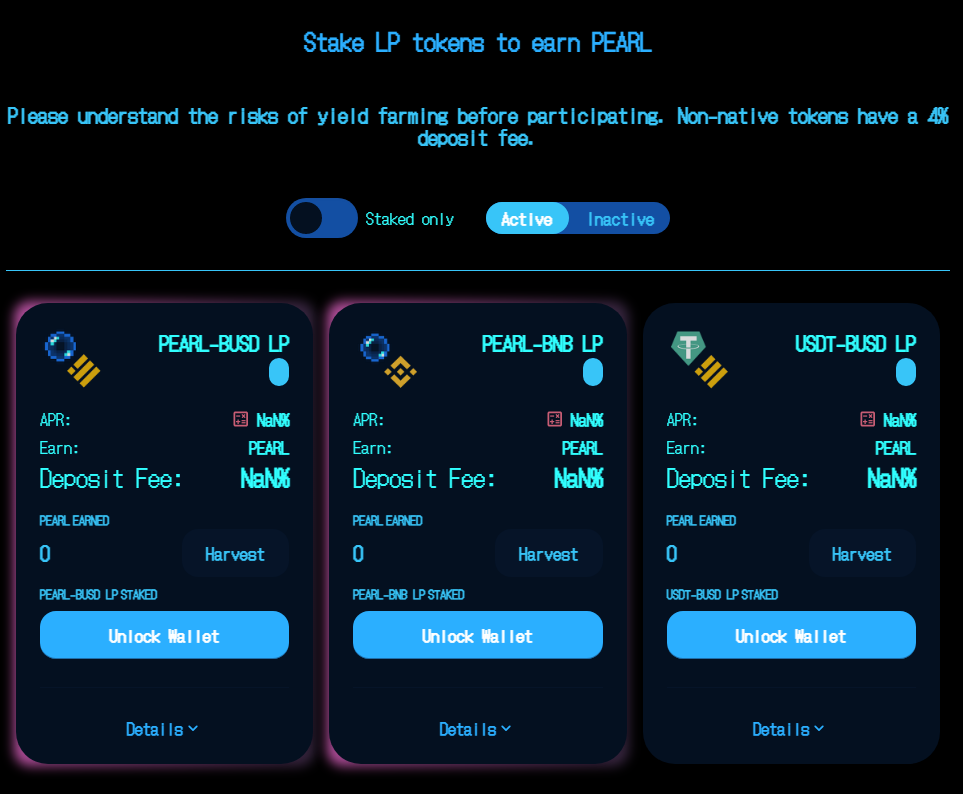 Stake LP tokens to earn PEARL
Please understand the risks of yield farming before participating. Non-native tokens have a 4%
deposit fee.
Staked only
Active
Inactive
PEARL-BUSD LP
APR:
NaN%
Earn:
PEARL
Deposit Fee:
NaN%
PEARL EARNED
0
Harvest
PEARL-BUSD LP STAKED
Unlock Wallet
Details
PEARL-BNB LP
APR:
NaN%
Earn:
PEARL
Deposit Fee:
NaN%
PEARL EARNED
0
Harvest
PEARL-BNB LP STAKED
Unlock Wallet
Details
USDT-BUSD LP
APR:
NaN%
Earn:
PEARL
Deposit Fee:
NaN%
PEARL EARNED
0
Harvest
USDT-BUSD LP STAKED
Unlock Wallet
Details